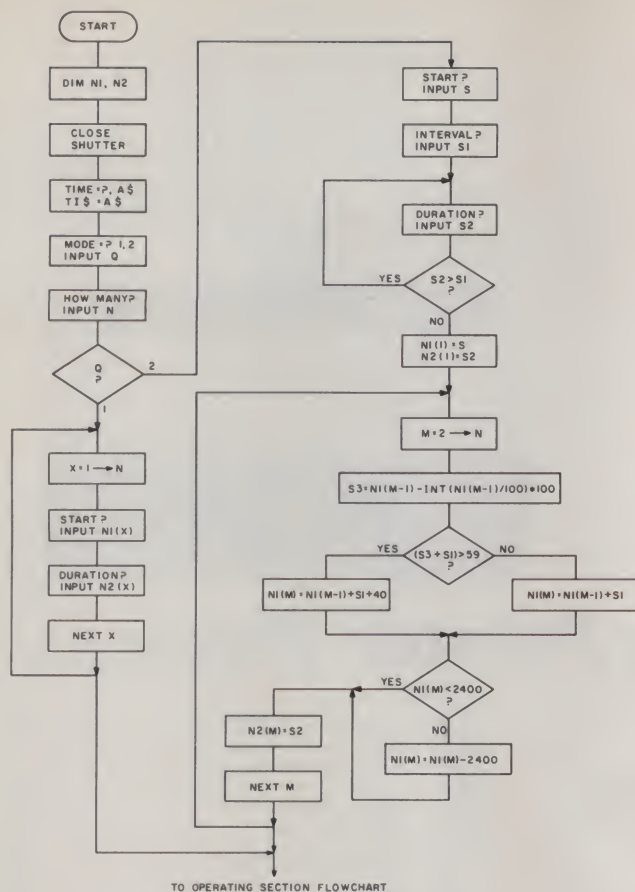 START
DIM N1, N2
CLOSE
SHUTTER
TIME=?, A$
TI$=A$
MODE=? 1,2
INPUT Q
HOW MANY?
INPUT N
Q
?
2
1
X=1→N
START?
INPUT N1(X)
DURATION?
INPUT N2(X)
NEXT X
START?
INPUT S
INTERVAL?
INPUT S1
DURATION?
INPUT S2
YES
S2>S1
?
NO
N1(1)=S
N2(1)=S2
M=2→N
S3=N1(M-1)-INT(N1(M-1)/100)*100
YES
(S3+S1)>59
?
NO
N1(M)=N1(M-1)+S1+40
N1(M)=N1(M-1)+S1
YES
N1(M)<2400
?
NO
N2(M)=S2
N1(M)=N1(M)-2400
NEXT M
TO OPERATING SECTION FLOWCHART